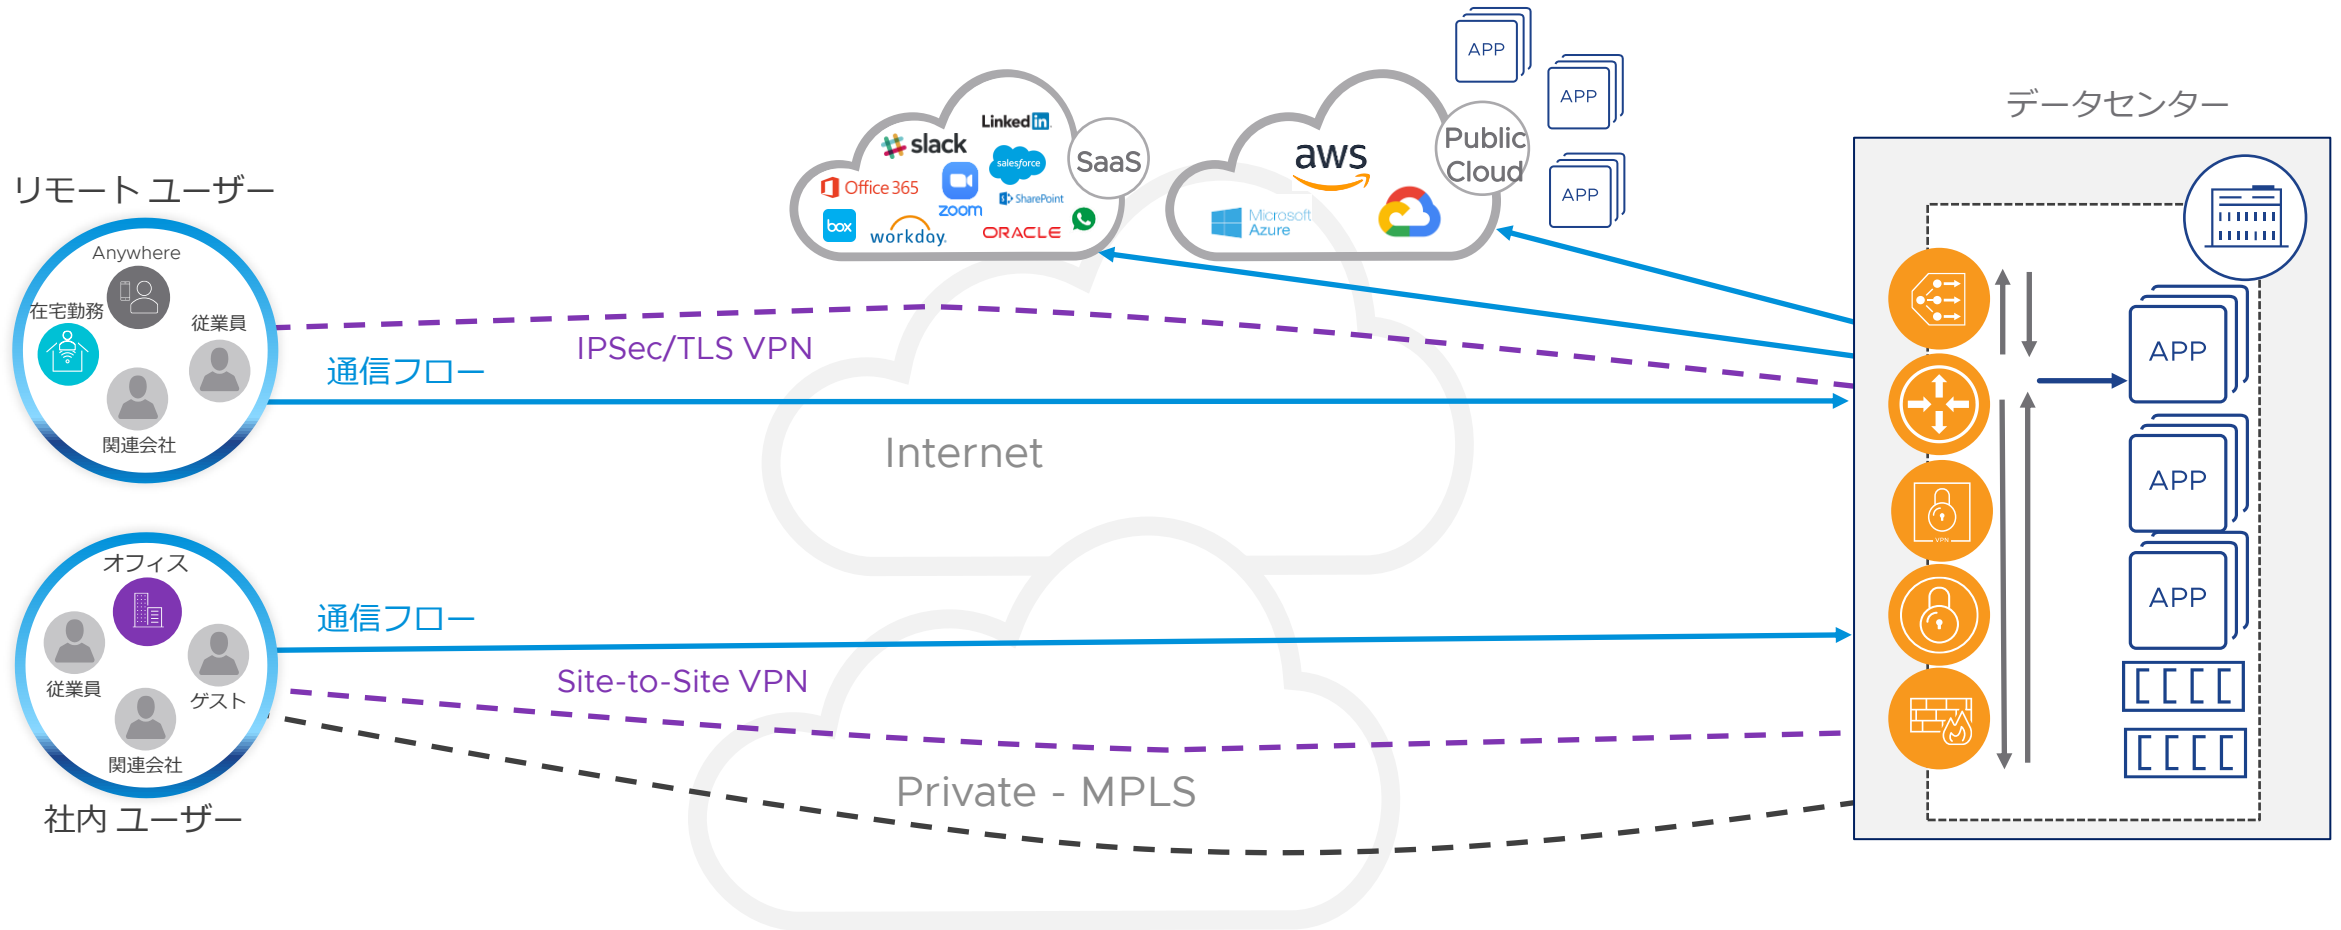 リモート ユーザー
Anywhere
在宅勤務
従業員
関連会社
オフィス
従業員
ゲスト
関連会社
社内 ユーザー
IPSec/TLS VPN
通信フロー
通信フロー
Site-to-Site VPN
Internet
Private - MPLS
LinkedIn
slack
salesforce
Office 365
zoom
SharePoint
box
workday.
ORACLE
SaaS
aws
Microsoft
Azure
Public
Cloud
APP
APP
APP
データセンター
VPN
APP
APP
APP